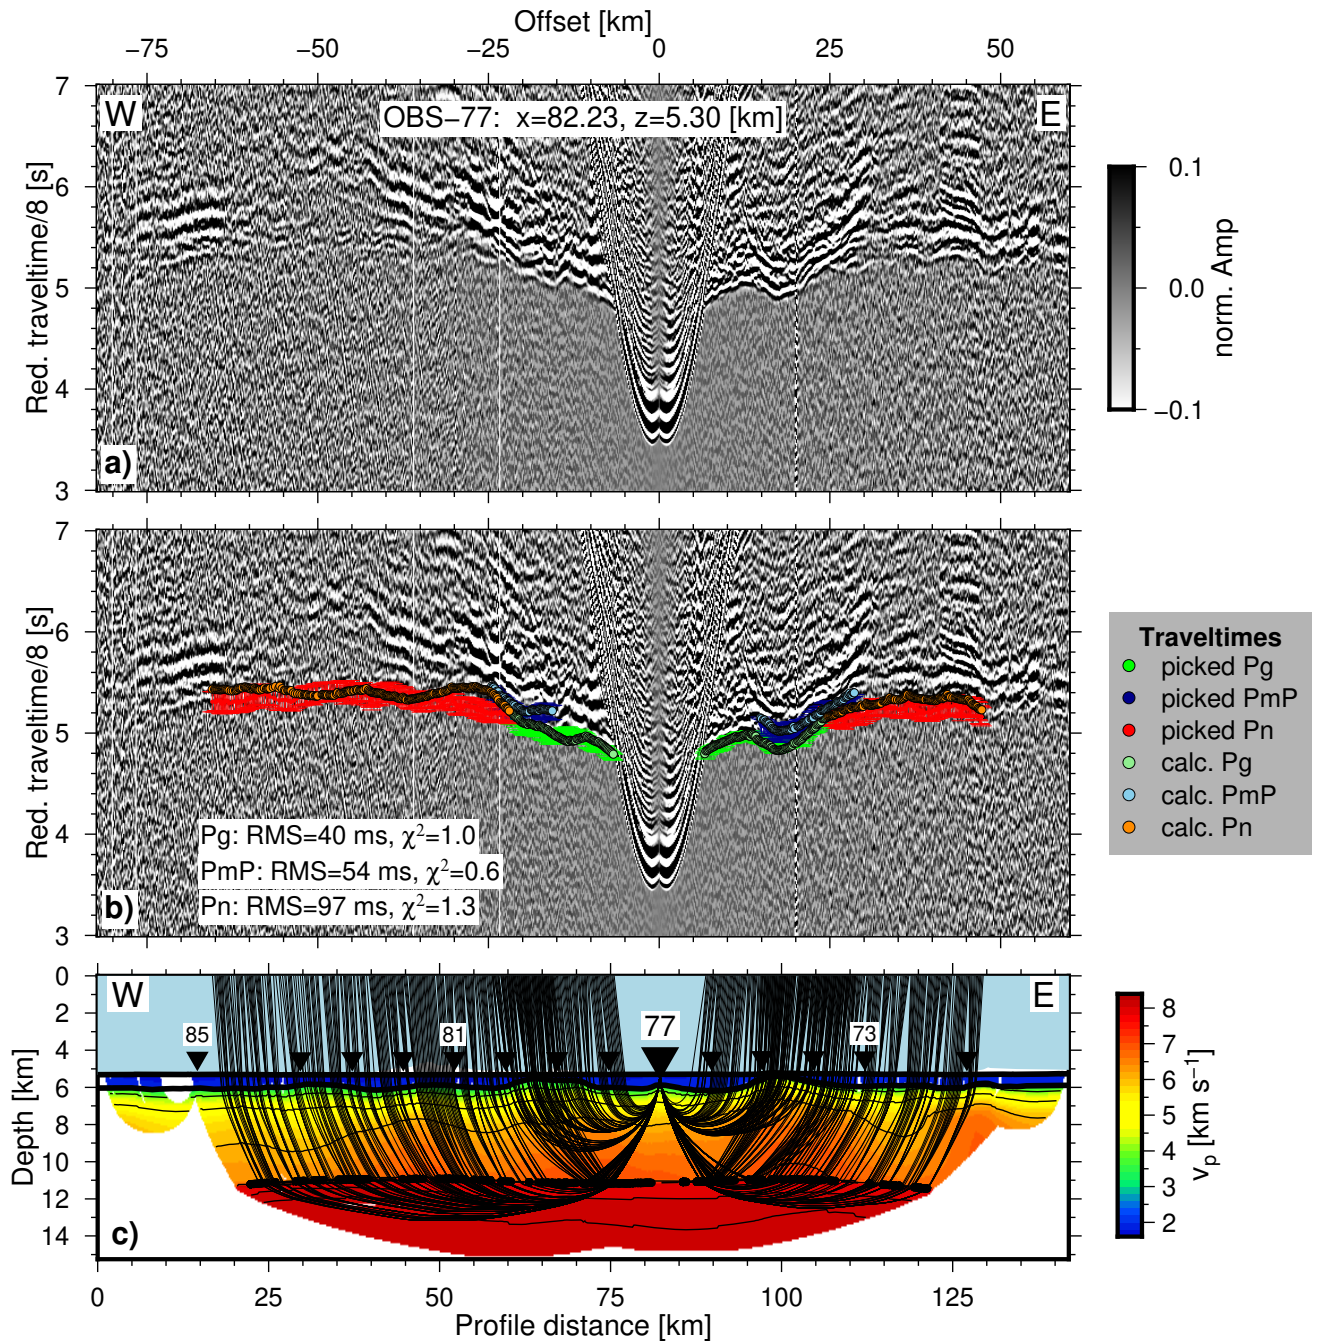 Offset [km]
−75 −50 −25 0 25 50
7
W
OBS−77: x=82.23, z=5.30 [km]
E
6
5
4
3
Red. traveltime/8 [s]
a)
0.1
0.0
−0.1
norm. Amp
7
6
5
4
3
Red. traveltime/8 [s]
Pg: RMS=40 ms, χ²=1.0
PmP: RMS=54 ms, χ²=0.6
Pn: RMS=97 ms, χ²=1.3
b)
Traveltimes
picked Pg
picked PmP
picked Pn
calc. Pg
calc. PmP
calc. Pn
0
2
4
6
8
10
12
14
Depth [km]
W
E
85
81
77
73
c)
8
7
6
5
4
3
2
vp [km s⁻¹]
0 25 50 75 100 125
Profile distance [km]